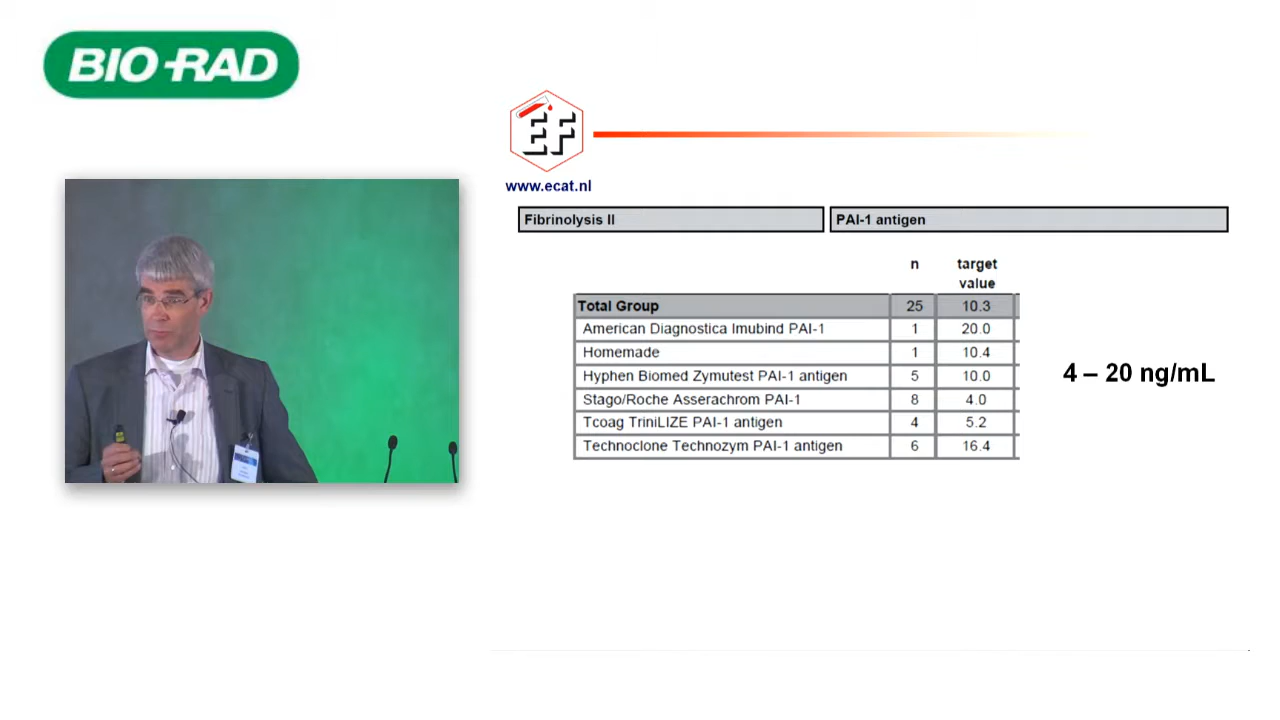 BIO-RAD
EF
www.ecat.nl
Fibrinolysis II PAI-1 antigen
n target value
Total Group 25 10.3
American Diagnostica Imubind PAI-1 1 20.0
Homemade 1 10.4
Hyphen Biomed Zymutest PAI-1 antigen 5 10.0
Stago/Roche Asserachrom PAI-1 8 4.0
Tcoag TriniLIZE PAI-1 antigen 4 5.2
Technoclone Technozym PAI-1 antigen 6 16.4
4 – 20 ng/mL